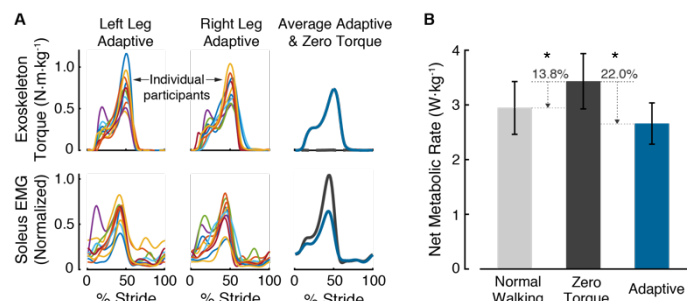 A
Left Leg
Adaptive
Right Leg
Adaptive
Average Adaptive
& Zero Torque
Exoskeleton
Torque (N·m·kg⁻¹)
1.0
0.5
0
Individual
participants
Soleus EMG
(Normalized)
1.0
0.5
0
0 50 100
0 50 100
0 50 100
% Stride
% Stride
% Stride
B
Net Metabolic Rate (W·kg⁻¹)
4
3
2
1
0
*
13.8%
*
22.0%
Normal
Walking
Zero
Torque
Adaptive